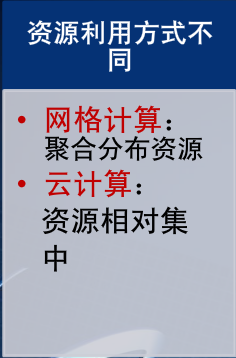 资源利用方式不
同
• 网格计算：
聚合分布资源
• 云计算：
资源相对集
中